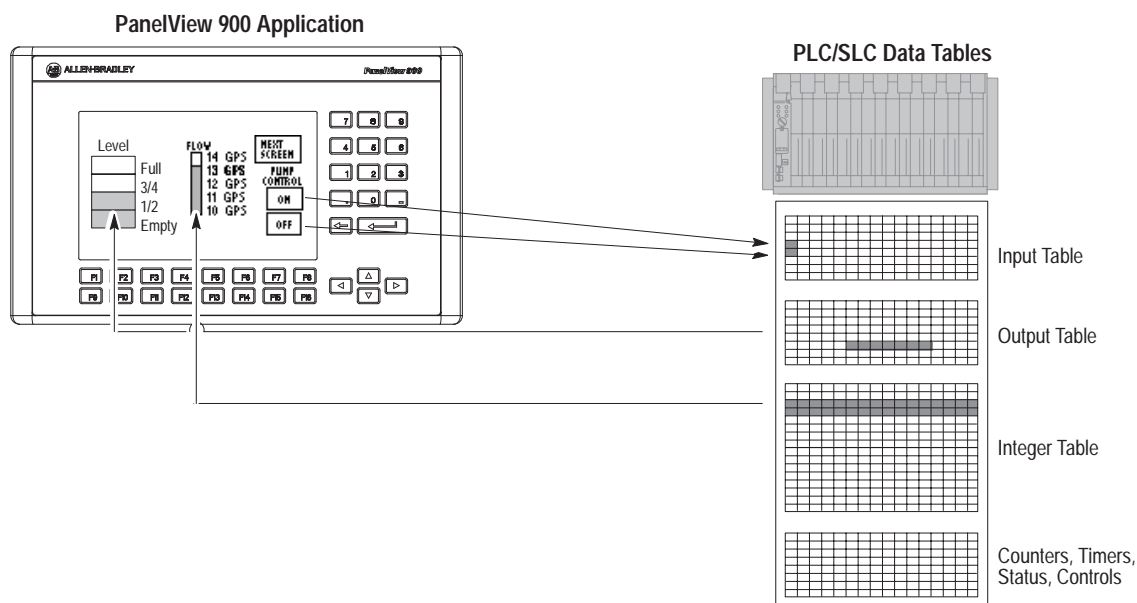 PanelView 900 Application
PLC/SLC Data Tables
AB ALLEN-BRADLEY
PanelView 900
Level
Full
3/4
1/2
Empty
FLOW
14 GPS
13 GPS
12 GPS
11 GPS
10 GPS
NEXT
SCREEN
PUMP
CONTROL
ON
OFF
7 8 9
4 5 6
1 2 3
. 0 -
F1 F2 F3 F4 F5 F6 F7 F8
F9 F10 F11 F12 F13 F14 F15 F16
Input Table
Output Table
Integer Table
Counters, Timers,
Status, Controls